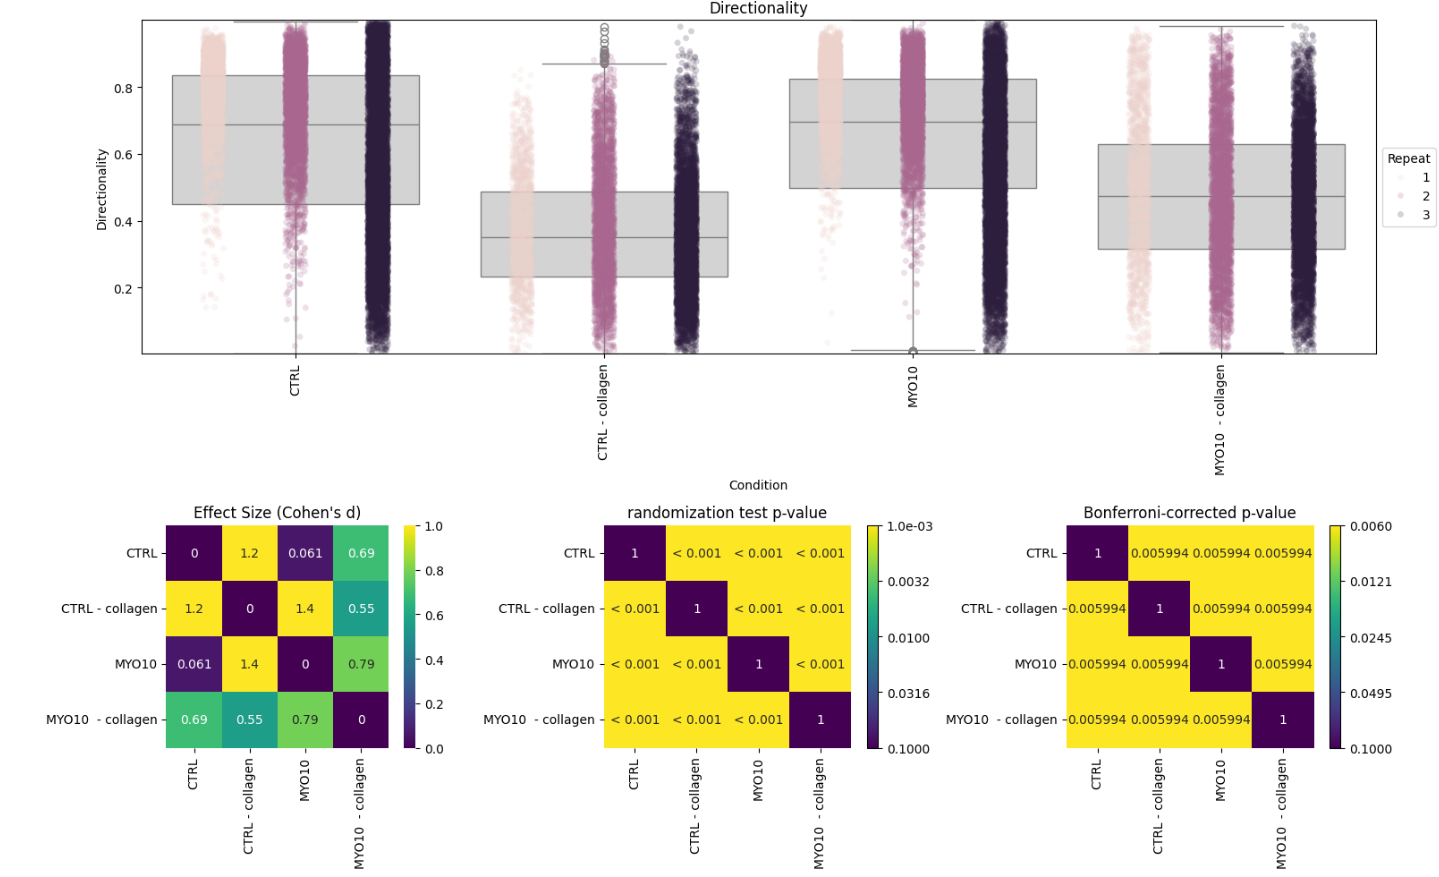 Directionality
Directionality
0.8
0.6
0.4
0.2
CTRL
CTRL - collagen
MYO10
MYO10  - collagen
Condition
Repeat
1
2
3
Effect Size (Cohen's d)
CTRL
CTRL - collagen
MYO10
MYO10  - collagen
0 1.2 0.061 0.69
1.2 0 1.4 0.55
0.061 1.4 0 0.79
0.69 0.55 0.79 0
CTRL
CTRL - collagen
MYO10
MYO10  - collagen
1.0
0.8
0.6
0.4
0.2
0.0
randomization test p-value
CTRL
CTRL - collagen
MYO10
MYO10  - collagen
1 < 0.001 < 0.001 < 0.001
< 0.001 1 < 0.001 < 0.001
< 0.001 < 0.001 1 < 0.001
< 0.001 < 0.001 < 0.001 1
CTRL
CTRL - collagen
MYO10
MYO10  - collagen
1.0e-03
0.0032
0.0100
0.0316
0.1000
Bonferroni-corrected p-value
CTRL
CTRL - collagen
MYO10
MYO10  - collagen
1 0.005994 0.005994 0.005994
0.005994 1 0.005994 0.005994
0.005994 0.005994 1 0.005994
0.005994 0.005994 0.005994 1
CTRL
CTRL - collagen
MYO10
MYO10  - collagen
0.0060
0.0121
0.0245
0.0495
0.1000